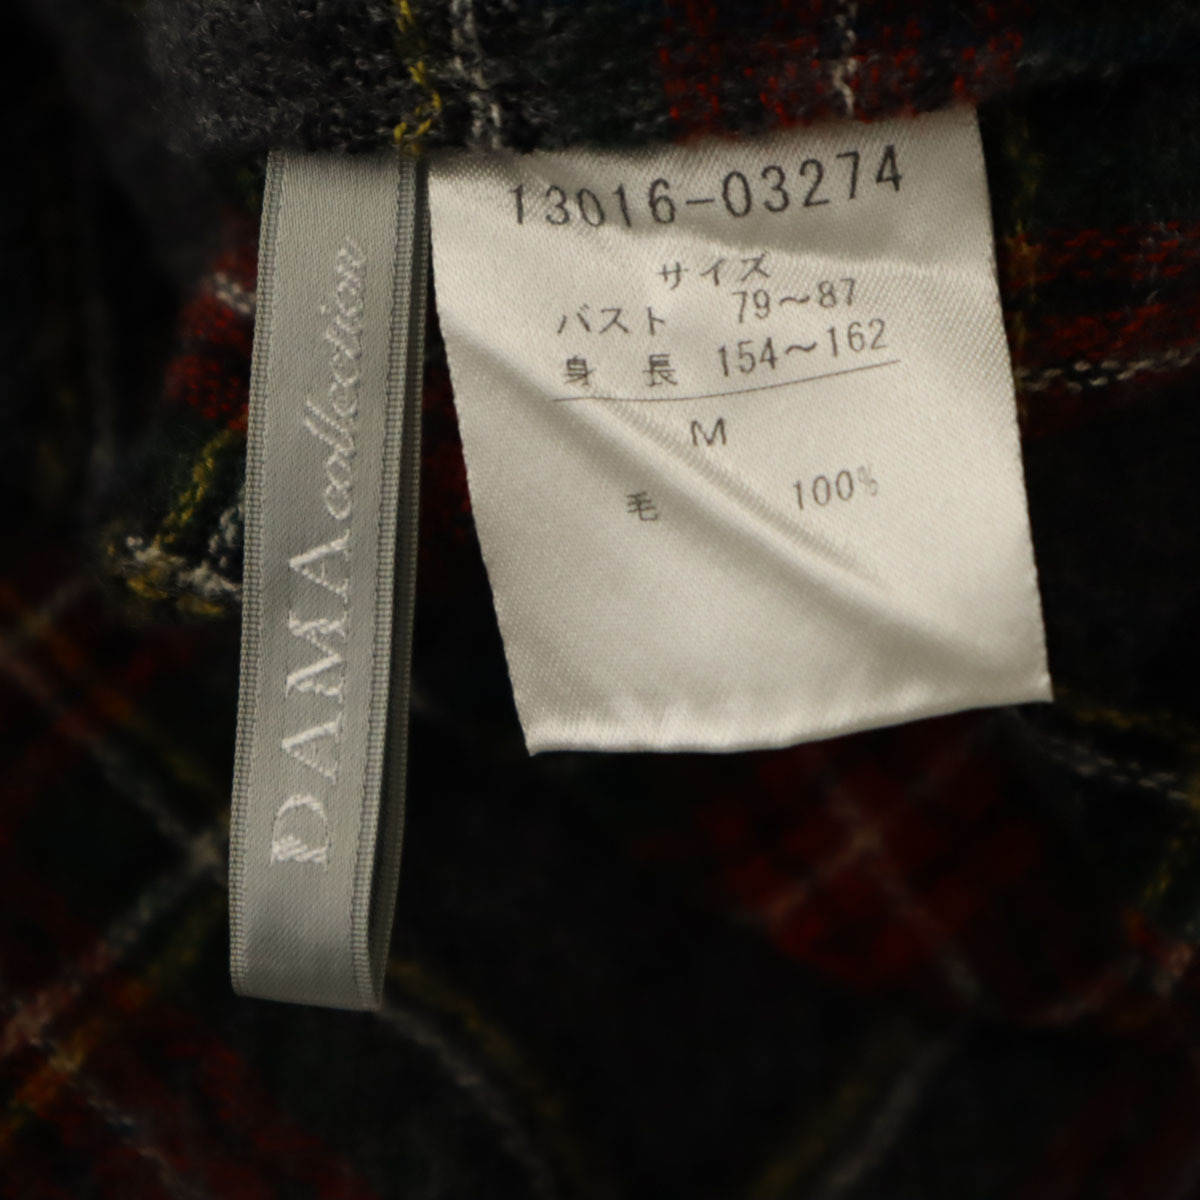 DAMA collection
13016-03274
サイズ
バスト 79～87
身長 154～162
M
毛 100%